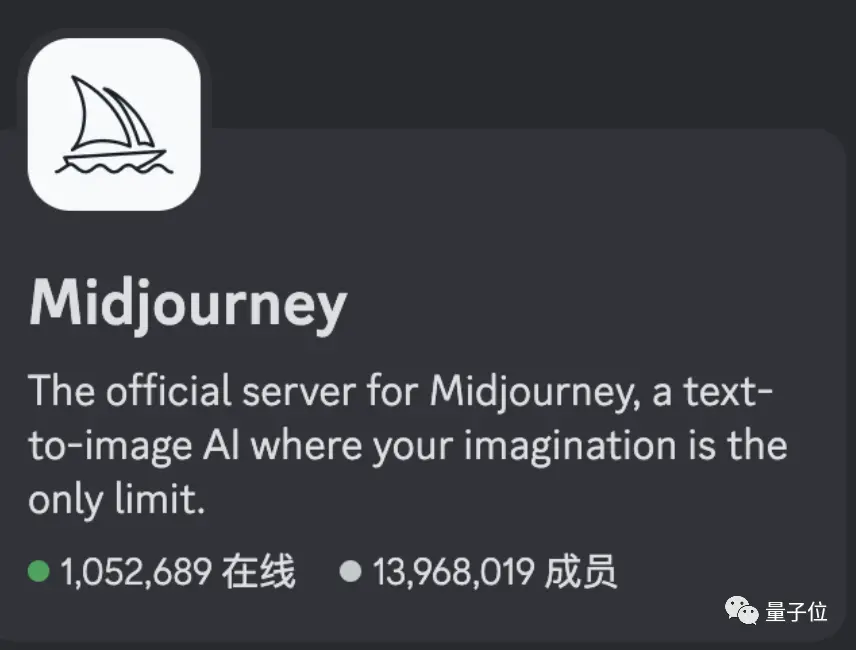 Midjourney
The official server for Midjourney, a text-
to-image AI where your imagination is the
only limit.
1,052,689 在线 13,968,019 成员
量子位